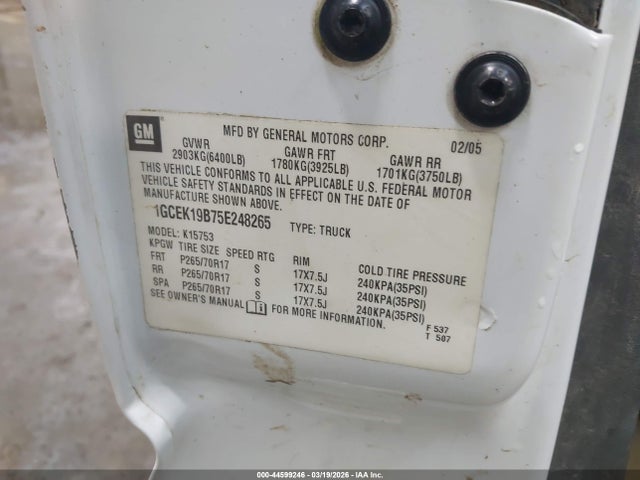 GM
MFD BY GENERAL MOTORS CORP. 02/05
GVWR GAWR FRT GAWR RR
2903KG(6400LB) 1780KG(3925LB) 1701KG(3750LB)
THIS VEHICLE CONFORMS TO ALL APPLICABLE U.S. FEDERAL MOTOR
VEHICLE SAFETY STANDARDS IN EFFECT ON THE DATE OF
MANUFACTURE SHOWN ABOVE.
1GCEK19B75E248265 TYPE: TRUCK
MODEL: K15753
KPGW TIRE SIZE SPEED RTG RIM COLD TIRE PRESSURE
FRT P265/70R17 S 17X7.5J 240KPA(35PSI)
RR P265/70R17 S 17X7.5J 240KPA(35PSI)
SPA P265/70R17 S 17X7.5J 240KPA(35PSI)
SEE OWNER'S MANUAL FOR MORE INFORMATION.
F 537
T 507
000-44599246 - 03/19/2026 - IAA, Inc.